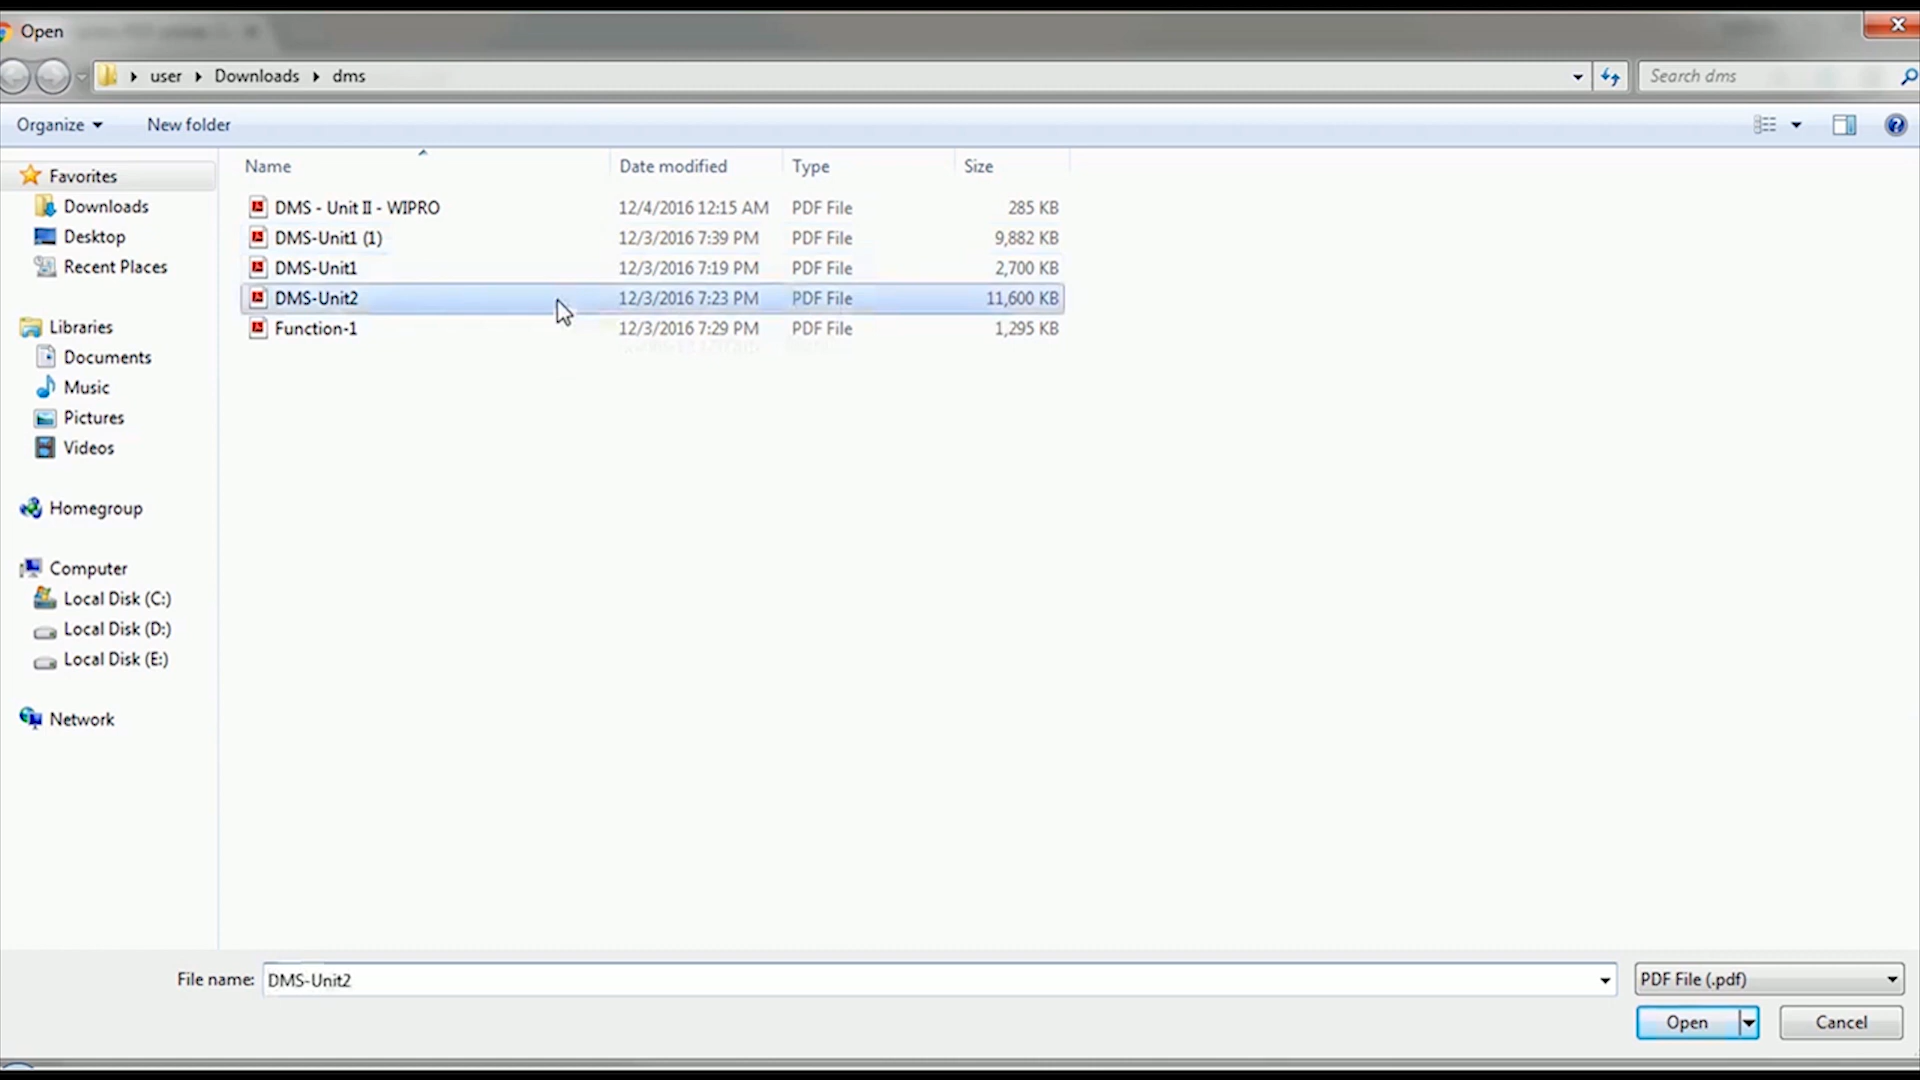 Open
user Downloads dms Search dms
Organize New folder
Name Date modified Type Size
Favorites
Downloads
Desktop
Recent Places
Libraries
Documents
Music
Pictures
Videos
Homegroup
Computer
Local Disk (C:)
Local Disk (D:)
Local Disk (E:)
Network
DMS - Unit II - WIPRO 12/4/2016 12:15 AM PDF File 285 KB
DMS-Unit1 (1) 12/3/2016 7:39 PM PDF File 9,882 KB
DMS-Unit1 12/3/2016 7:19 PM PDF File 2,700 KB
DMS-Unit2 12/3/2016 7:23 PM PDF File 11,600 KB
Function-1 12/3/2016 7:29 PM PDF File 1,295 KB
File name: DMS-Unit2 PDF File (.pdf)
Open Cancel